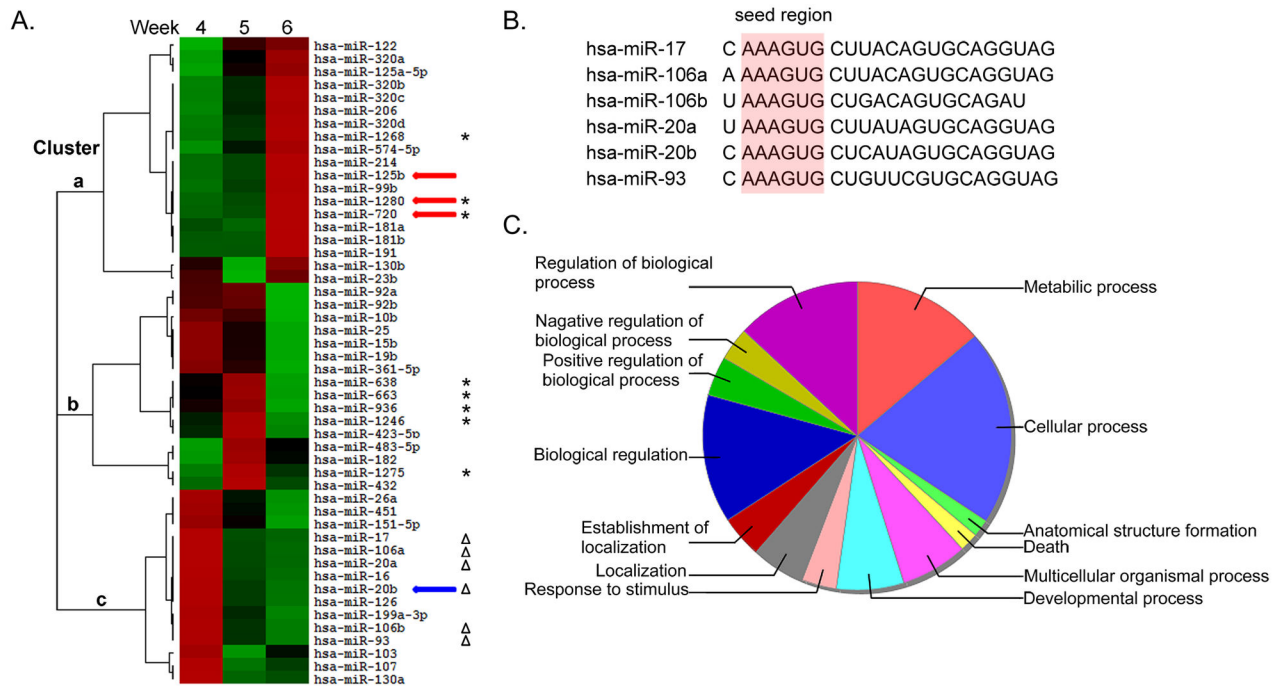 A.
Week 4 5 6
Cluster
a
b
c
hsa-miR-122
hsa-miR-320a
hsa-miR-125a-5p
hsa-miR-320b
hsa-miR-320c
hsa-miR-206
hsa-miR-320d
hsa-miR-1268 *
hsa-miR-574-5p
hsa-miR-214
hsa-miR-125b
hsa-miR-99b
hsa-miR-1280 *
hsa-miR-720 *
hsa-miR-181a
hsa-miR-181b
hsa-miR-191
hsa-miR-130b
hsa-miR-23b
hsa-miR-92a
hsa-miR-92b
hsa-miR-10b
hsa-miR-25
hsa-miR-15b
hsa-miR-19b
hsa-miR-361-5p
hsa-miR-638 *
hsa-miR-663 *
hsa-miR-936 *
hsa-miR-1246 *
hsa-miR-423-5p
hsa-miR-483-5p
hsa-miR-182
hsa-miR-1275 *
hsa-miR-432
hsa-miR-26a
hsa-miR-451
hsa-miR-151-5p
hsa-miR-17 Δ
hsa-miR-106a Δ
hsa-miR-20a Δ
hsa-miR-16
hsa-miR-20b Δ
hsa-miR-126
hsa-miR-199a-3p
hsa-miR-106b Δ
hsa-miR-93 Δ
hsa-miR-103
hsa-miR-107
hsa-miR-130a
B.
seed region
hsa-miR-17 C AAAGUG CUUACAGUGCAGGUAG
hsa-miR-106a A AAAGUG CUUACAGUGCAGGUAG
hsa-miR-106b U AAAGUG CUGACAGUGCAGAU
hsa-miR-20a U AAAGUG CUUAUAGUGCAGGUAG
hsa-miR-20b C AAAGUG CUCAUAGUGCAGGUAG
hsa-miR-93 C AAAGUG CUGUUCGUGCAGGUAG
C.
Regulation of biological
process
Nagative regulation of
biological process
Positive regulation of
biological process
Biological regulation
Establishment of
localization
Localization
Response to stimulus
Metabilic process
Cellular process
Anatomical structure formation
Death
Multicellular organismal process
Developmental process